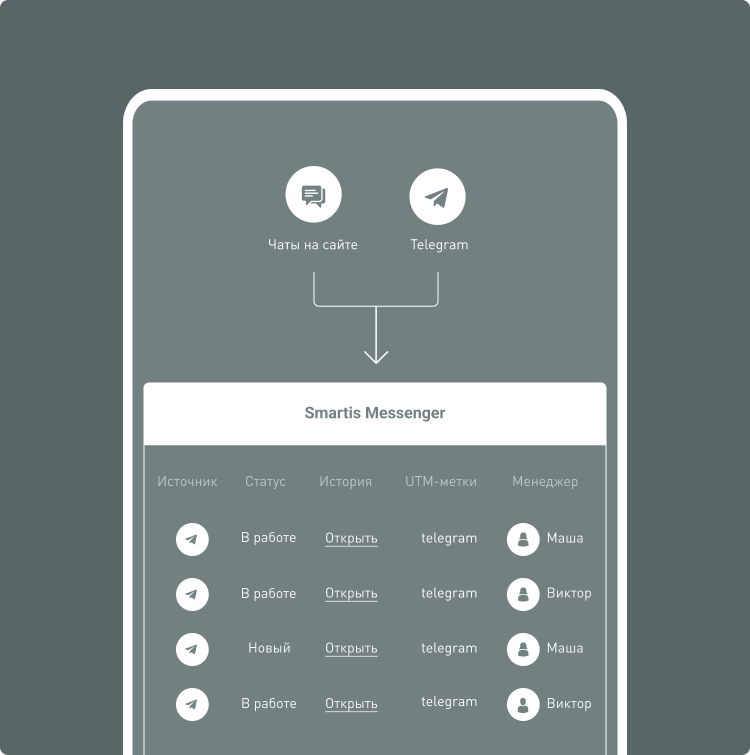 Чаты на сайте Telegram
Smartis Messenger
Источник Статус История UTM-метки Менеджер
В работе Открыть telegram Маша
В работе Открыть telegram Виктор
Новый Открыть telegram Маша
В работе Открыть telegram Виктор